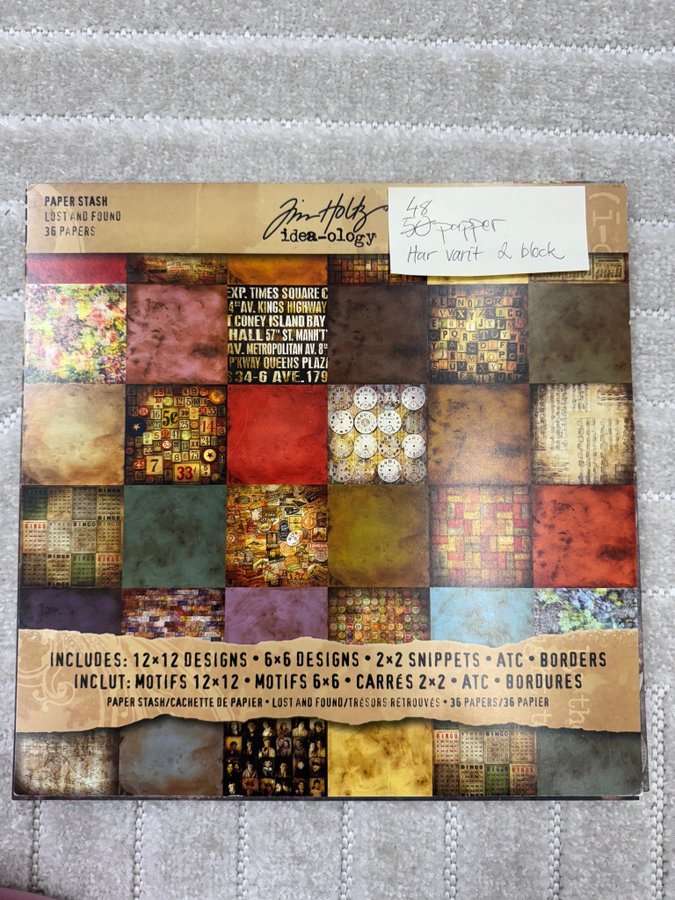 PAPER STASH
LOST AND FOUND
36 PAPERS
Tim Holtz
idea-ology
48
50 papper
Har varit 2 block
EXP. TIMES SQUARE C
AV. KINGS HIGHWAY
T CONEY ISLAND BAY
HALL 57 ST. MANH'T
AV. METROPOLITAN AV. 8
P'KWAY QUEENS PLAZ
334-6 AVE. 179
BINGO
INCLUDES: 12×12 DESIGNS • 6×6 DESIGNS • 2×2 SNIPPETS • ATC • BORDERS
INCLUT: MOTIFS 12×12 • MOTIFS 6×6 • CARRÉS 2×2 • ATC • BORDURES
PAPER STASH/CACHETTE DE PAPIER • LOST AND FOUND/TRÉSORS RETROUVÉS • 36 PAPERS/36 PAPIER